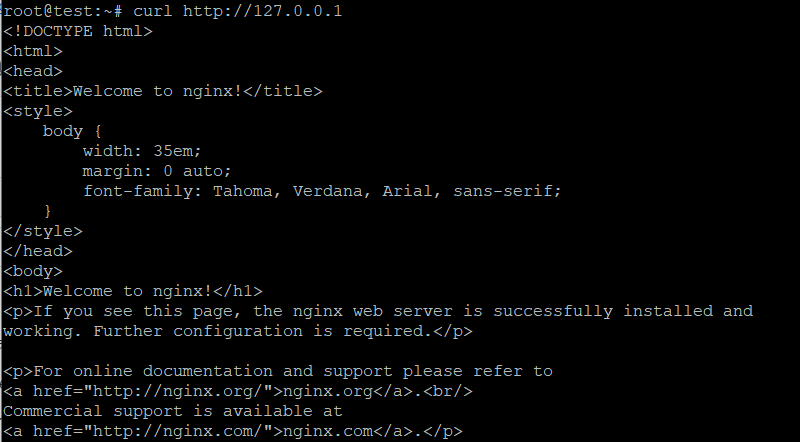 root@test:~# curl http://127.0.0.1
<!DOCTYPE html>
<html>
<head>
<title>Welcome to nginx!</title>
<style>
    body {
        width: 35em;
        margin: 0 auto;
        font-family: Tahoma, Verdana, Arial, sans-serif;
    }
</style>
</head>
<body>
<h1>Welcome to nginx!</h1>
<p>If you see this page, the nginx web server is successfully installed and
working. Further configuration is required.</p>

<p>For online documentation and support please refer to
<a href="http://nginx.org/">nginx.org</a>.<br/>
Commercial support is available at
<a href="http://nginx.com/">nginx.com</a>.</p>